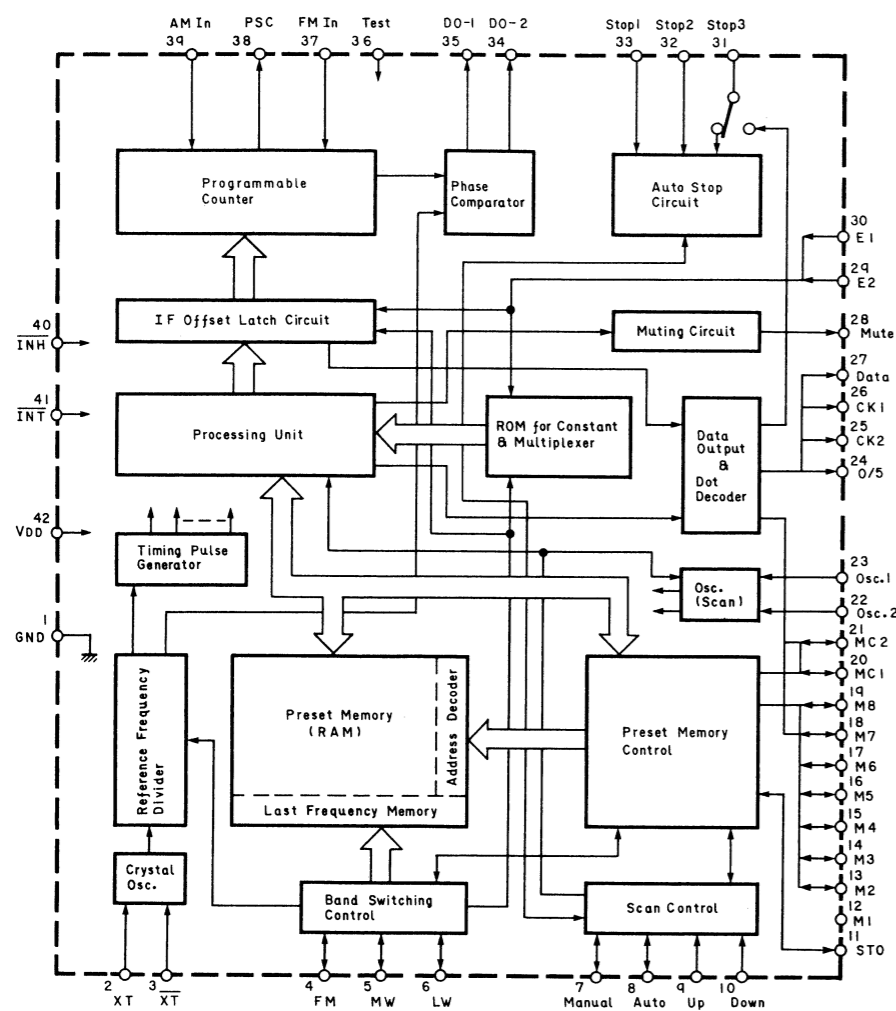 AM In PSC FM In Test DO-1 DO-2 Stop1 Stop2 Stop3
39 38 37 36 35 34 33 32 31
Programmable
Counter
Phase
Comparator
Auto Stop
Circuit
30
E1
29
E2
IF Offset Latch Circuit
Muting Circuit
40
INH
28
Mute
27
Data
41
INT
26
CK1
25
CK2
24
0/5
Processing Unit
ROM for Constant
& Multiplexer
Data
Output
&
Dot
Decoder
42
VDD
Timing Pulse
Generator
Osc.
(Scan)
23
Osc.1
22
Osc.2
1
GND
21
MC2
20
MC1
19
M8
18
M7
17
M6
16
M5
15
M4
14
M3
13
M2
12
M1
11
STO
Reference Frequency
Divider
Preset Memory
(RAM)
Address Decoder
Last Frequency Memory
Preset Memory
Control
Crystal
Osc.
Band Switching
Control
Scan Control
2 3 4 5 6 7 8 9 10
XT XT FM MW LW Manual Auto Up Down